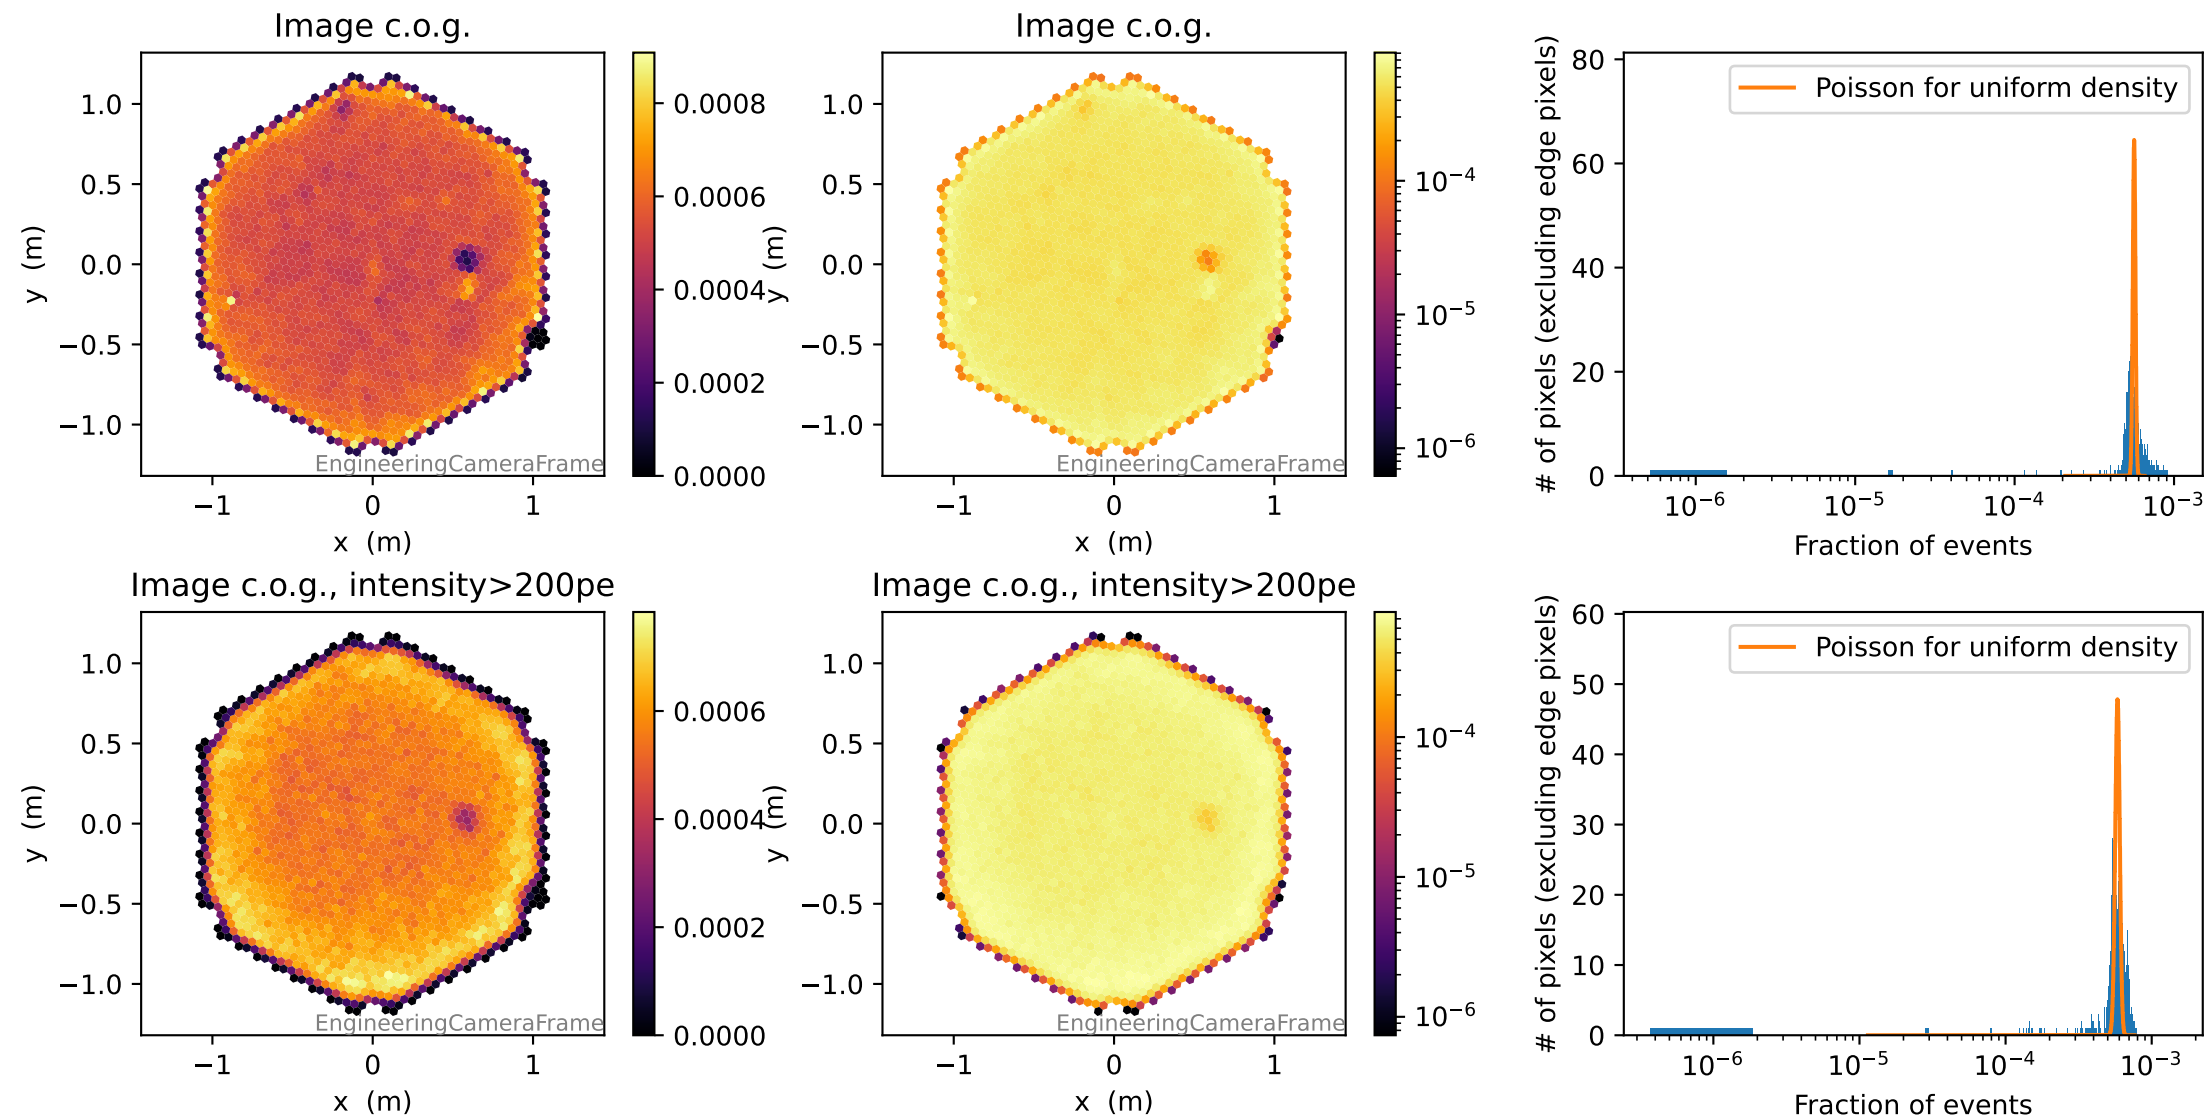 Image c.o.g.
y (m)
1.0
0.5
0.0
−0.5
−1.0
EngineeringCameraFrame
−1 0 1
x (m)
0.0008
0.0006
0.0004
0.0002
0.0000
Image c.o.g.
y (m)
1.0
0.5
0.0
−0.5
−1.0
EngineeringCameraFrame
−1 0 1
x (m)
10⁻⁴
10⁻⁵
10⁻⁶
# of pixels (excluding edge pixels)
80
60
40
20
0
Poisson for uniform density
10⁻⁶ 10⁻⁵ 10⁻⁴ 10⁻³
Fraction of events
Image c.o.g., intensity>200pe
y (m)
1.0
0.5
0.0
−0.5
−1.0
EngineeringCameraFrame
−1 0 1
x (m)
0.0006
0.0004
0.0002
0.0000
Image c.o.g., intensity>200pe
y (m)
1.0
0.5
0.0
−0.5
−1.0
EngineeringCameraFrame
−1 0 1
x (m)
10⁻⁴
10⁻⁵
10⁻⁶
# of pixels (excluding edge pixels)
60
50
40
30
20
10
0
Poisson for uniform density
10⁻⁶ 10⁻⁵ 10⁻⁴ 10⁻³
Fraction of events